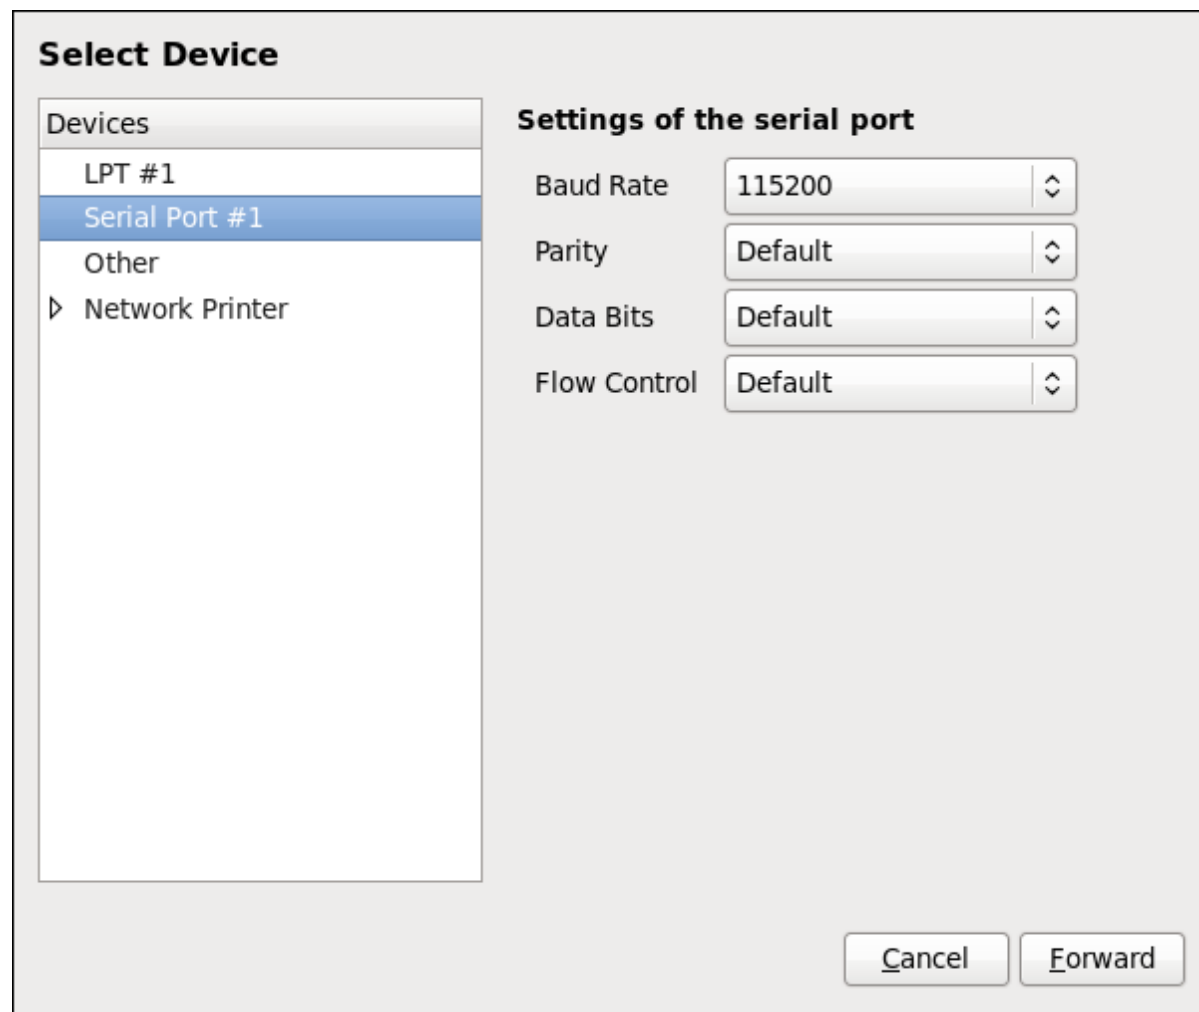 Select Device
Devices
LPT #1
Serial Port #1
Other
Network Printer
Settings of the serial port
Baud Rate 115200
Parity Default
Data Bits Default
Flow Control Default
Cancel Forward